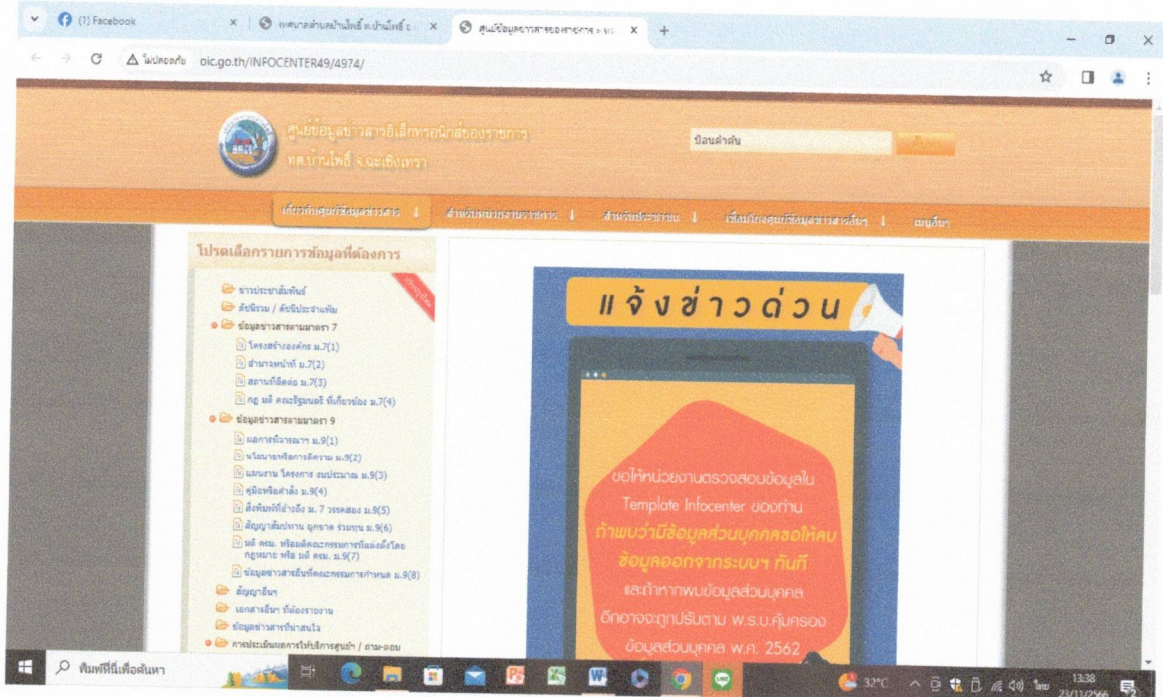 (1) Facebook
เทศบาลตำบลบ้านโพธิ์ อ.บ้านโพธิ์ จ.
ศูนย์ข้อมูลข่าวสารของราชการ »
ไม่ปลอดภัย oic.go.th/INFOCENTER49/4974/
ศูนย์ข้อมูลข่าวสารอิเล็กทรอนิกส์ของราชการ
ทต.บ้านโพธิ์ จ.ฉะเชิงเทรา
ป้อนคำค้น
เกี่ยวกับศูนย์ข้อมูลข่าวสาร ↓ สำหรับหน่วยงานราชการ ↓ สำหรับประชาชน ↓ เชื่อมโยงศูนย์ข้อมูลข่าวสารอื่นๆ ↓ เมนูอื่นๆ
โปรดเลือกรายการข้อมูลที่ต้องการ
ข่าวประชาสัมพันธ์
ดัชนีรวม / ดัชนีประจำแฟ้ม
ข้อมูลข่าวสารตามมาตรา 7
โครงสร้างองค์กร ม.7(1)
อำนาจหน้าที่ ม.7(2)
สถานที่ติดต่อ ม.7(3)
กฎ มติ คณะรัฐมนตรี ที่เกี่ยวข้อง ม.7(4)
ข้อมูลข่าวสารตามมาตรา 9
ผลการพิจารณาฯ ม.9(1)
นโยบายหรือการตีความ ม.9(2)
แผนงาน โครงการ งบประมาณ ม.9(3)
คู่มือหรือคำสั่ง ม.9(4)
สิ่งพิมพ์ที่อ้างถึง ม. 7 วรรคสอง ม.9(5)
สัญญาสัมปทาน ผูกขาด ร่วมทุน ม.9(6)
มติ ครม. หรือมติคณะกรรมการที่แต่งตั้งโดย
กฎหมาย หรือ มติ ครม. ม.9(7)
ข้อมูลข่าวสารอื่นที่คณะกรรมการกำหนด ม.9(8)
สัญญาอื่นๆ
เอกสารอื่นๆ ที่ต้องรายงาน
ข้อมูลข่าวสารที่น่าสนใจ
การประเมินผลการให้บริการศูนย์ฯ / ถาม-ตอบ
แจ้งข่าวด่วน
ขอให้หน่วยงานตรวจสอบข้อมูลใน
Template Infocenter ของท่าน
ถ้าพบว่ามีข้อมูลส่วนบุคคลขอให้ลบ
ข้อมูลออกจากระบบฯ ทันที
และถ้าหากพบข้อมูลส่วนบุคคล
อีกอาจจะถูกปรับตาม พ.ร.บ.คุ้มครอง
ข้อมูลส่วนบุคคล พ.ศ. 2562
พิมพ์ที่นี่เพื่อค้นหา
32°C
ไทย
13:38
23/11/2566